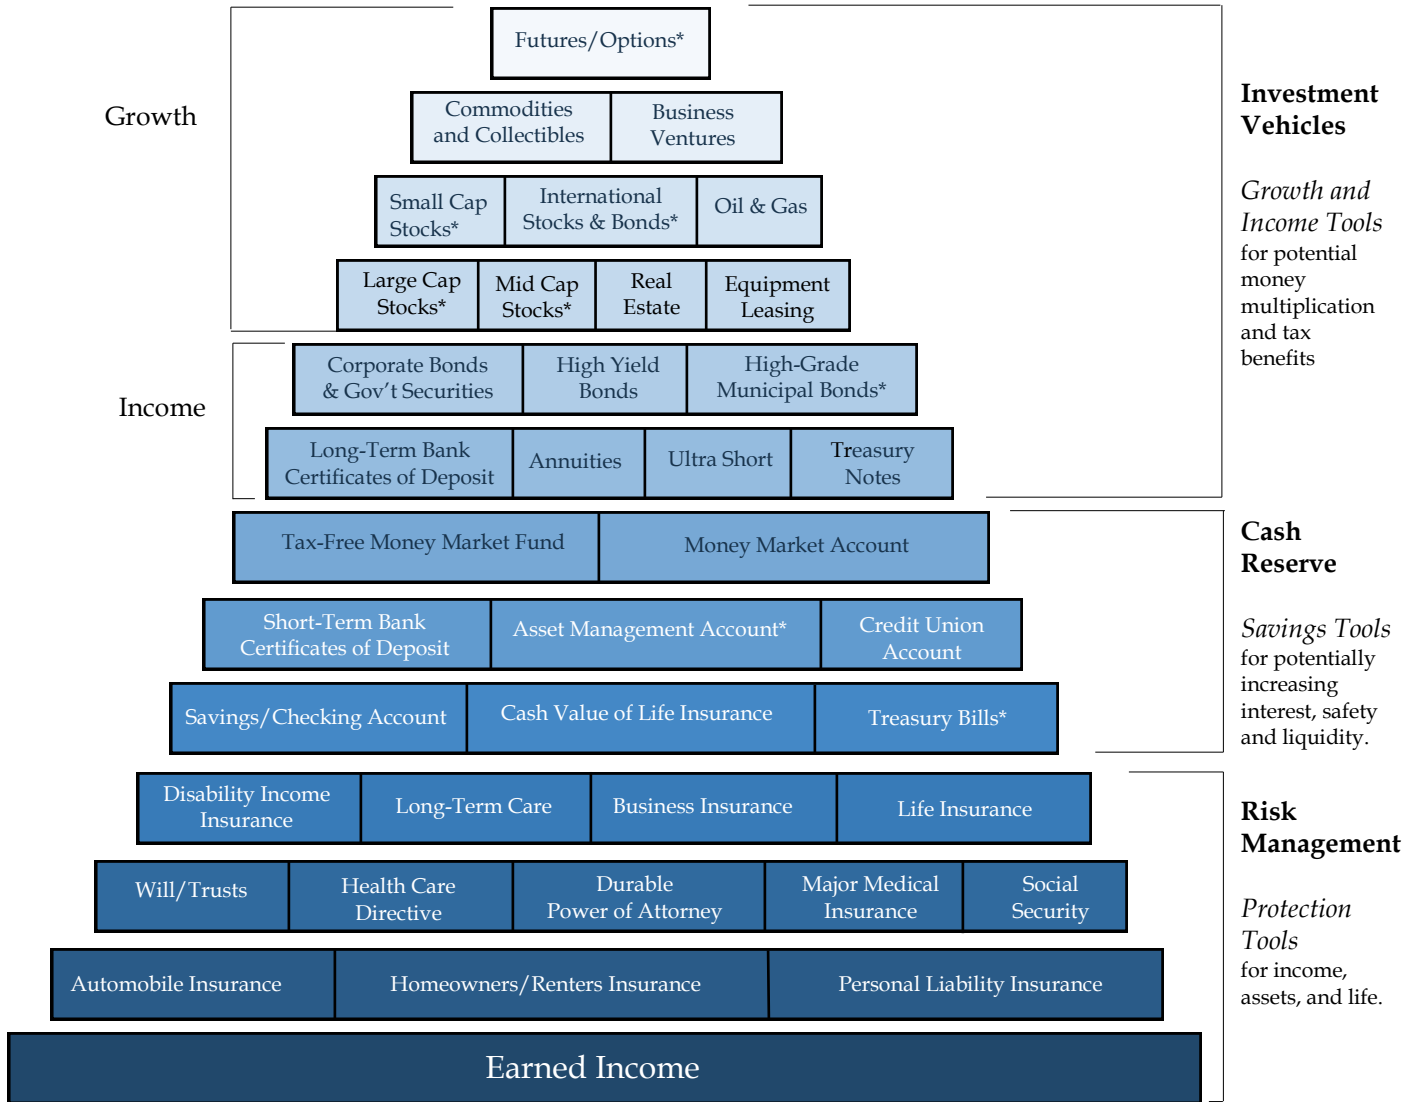 Futures/Options*
Growth
Commodities
and Collectibles
Business
Ventures
Small Cap
Stocks*
International
Stocks & Bonds*
Oil & Gas
Large Cap
Stocks*
Mid Cap
Stocks*
Real
Estate
Equipment
Leasing
Income
Corporate Bonds
& Gov’t Securities
High Yield
Bonds
High-Grade
Municipal Bonds*
Long-Term Bank
Certificates of Deposit
Annuities
Ultra Short
Treasury
Notes
Investment
Vehicles
Growth and
Income Tools
for potential
money
multiplication
and tax
benefits
Tax-Free Money Market Fund
Money Market Account
Short-Term Bank
Certificates of Deposit
Asset Management Account*
Credit Union
Account
Savings/Checking Account
Cash Value of Life Insurance
Treasury Bills*
Cash
Reserve
Savings Tools
for potentially
increasing
interest, safety
and liquidity.
Disability Income
Insurance
Long-Term Care
Business Insurance
Life Insurance
Will/Trusts
Health Care
Directive
Durable
Power of Attorney
Major Medical
Insurance
Social
Security
Automobile Insurance
Homeowners/Renters Insurance
Personal Liability Insurance
Earned Income
Risk
Management
Protection
Tools
for income,
assets, and life.